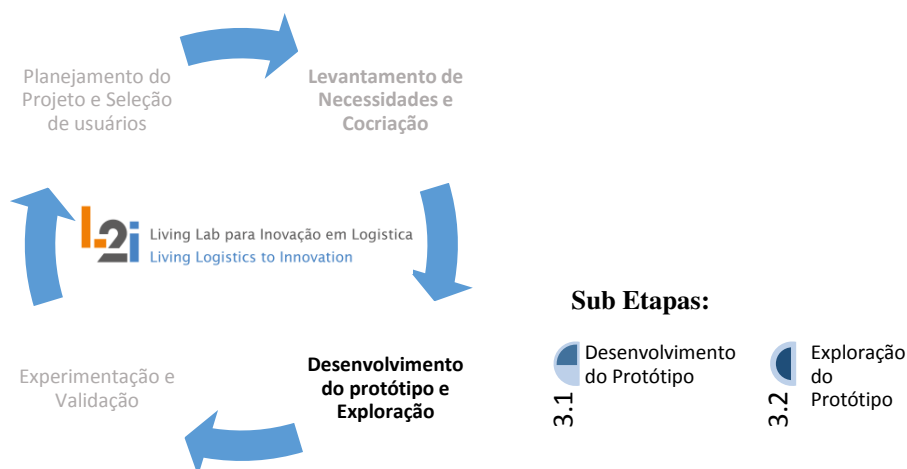 Planejamento do
Projeto e Seleção
de usuários
Levantamento de
Necessidades e
Cocriação
L2i
Living Lab para Inovação em Logistica
Living Logistics to Innovation
Experimentação e
Validação
Desenvolvimento
do protótipo e
Exploração
Sub Etapas:
3.1
Desenvolvimento
do Protótipo
3.2
Exploração
do
Protótipo